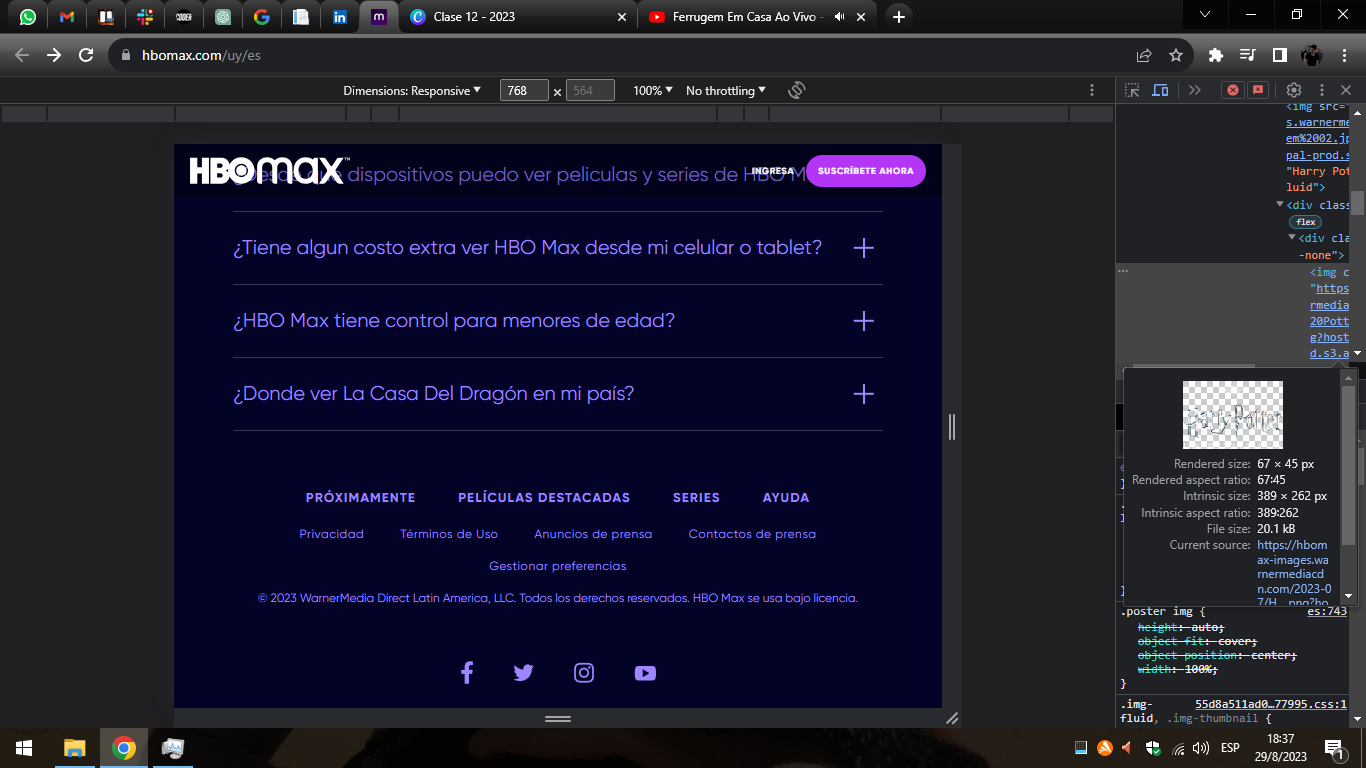 Clase 12 - 2023
Ferrugem Em Casa Ao Vivo -
hbomax.com/uy/es
Dimensions: Responsive
768
×
564
100%
No throttling
HBOmax
dispositivos puedo ver peliculas y series de HBO M
INGRESA
SUSCRÍBETE AHORA
¿Tiene algun costo extra ver HBO Max desde mi celular o tablet?
¿HBO Max tiene control para menores de edad?
¿Donde ver La Casa Del Dragón en mi país?
PRÓXIMAMENTE
PELÍCULAS DESTACADAS
SERIES
AYUDA
Privacidad
Términos de Uso
Anuncios de prensa
Contactos de prensa
Gestionar preferencias
© 2023 WarnerMedia Direct Latin America, LLC. Todos los derechos reservados. HBO Max se usa bajo licencia.
<img src="
s.warnerme
em%2002.jp
pal-prod.s
"Harry Pot
luid">
<div class
flex
<div cla
-none">
<img c
"https
rmedia
20Pott
g?host
d.s3.a
Harry Potter
Rendered size: 67 × 45 px
Rendered aspect ratio: 67∶45
Intrinsic size: 389 × 262 px
Intrinsic aspect ratio: 389∶262
File size: 20.1 kB
Current source: https://hbom
ax-images.wa
rnermediacd
n.com/2023-0
7/H…png?ho
.poster img {
es:743
height: auto;
object-fit: cover;
object-position: center;
width: 100%;
}
.img-
55d8a511ad0…77995.css:1
fluid, .img-thumbnail {
ESP
18:37
29/8/2023
1